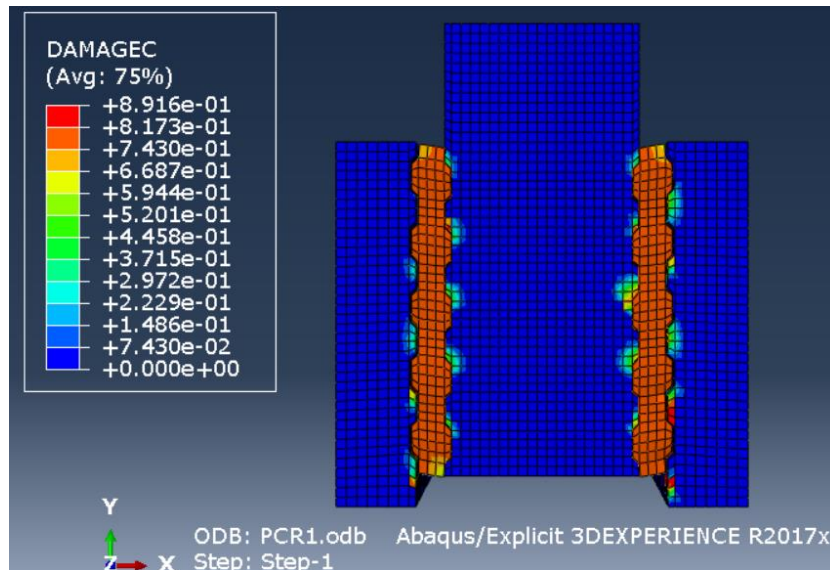 DAMAGEC
(Avg: 75%)
+8.916e-01
+8.173e-01
+7.430e-01
+6.687e-01
+5.944e-01
+5.201e-01
+4.458e-01
+3.715e-01
+2.972e-01
+2.229e-01
+1.486e-01
+7.430e-02
+0.000e+00
Y
Z X
ODB: PCR1.odb Abaqus/Explicit 3DEXPERIENCE R2017x
Step: Step-1